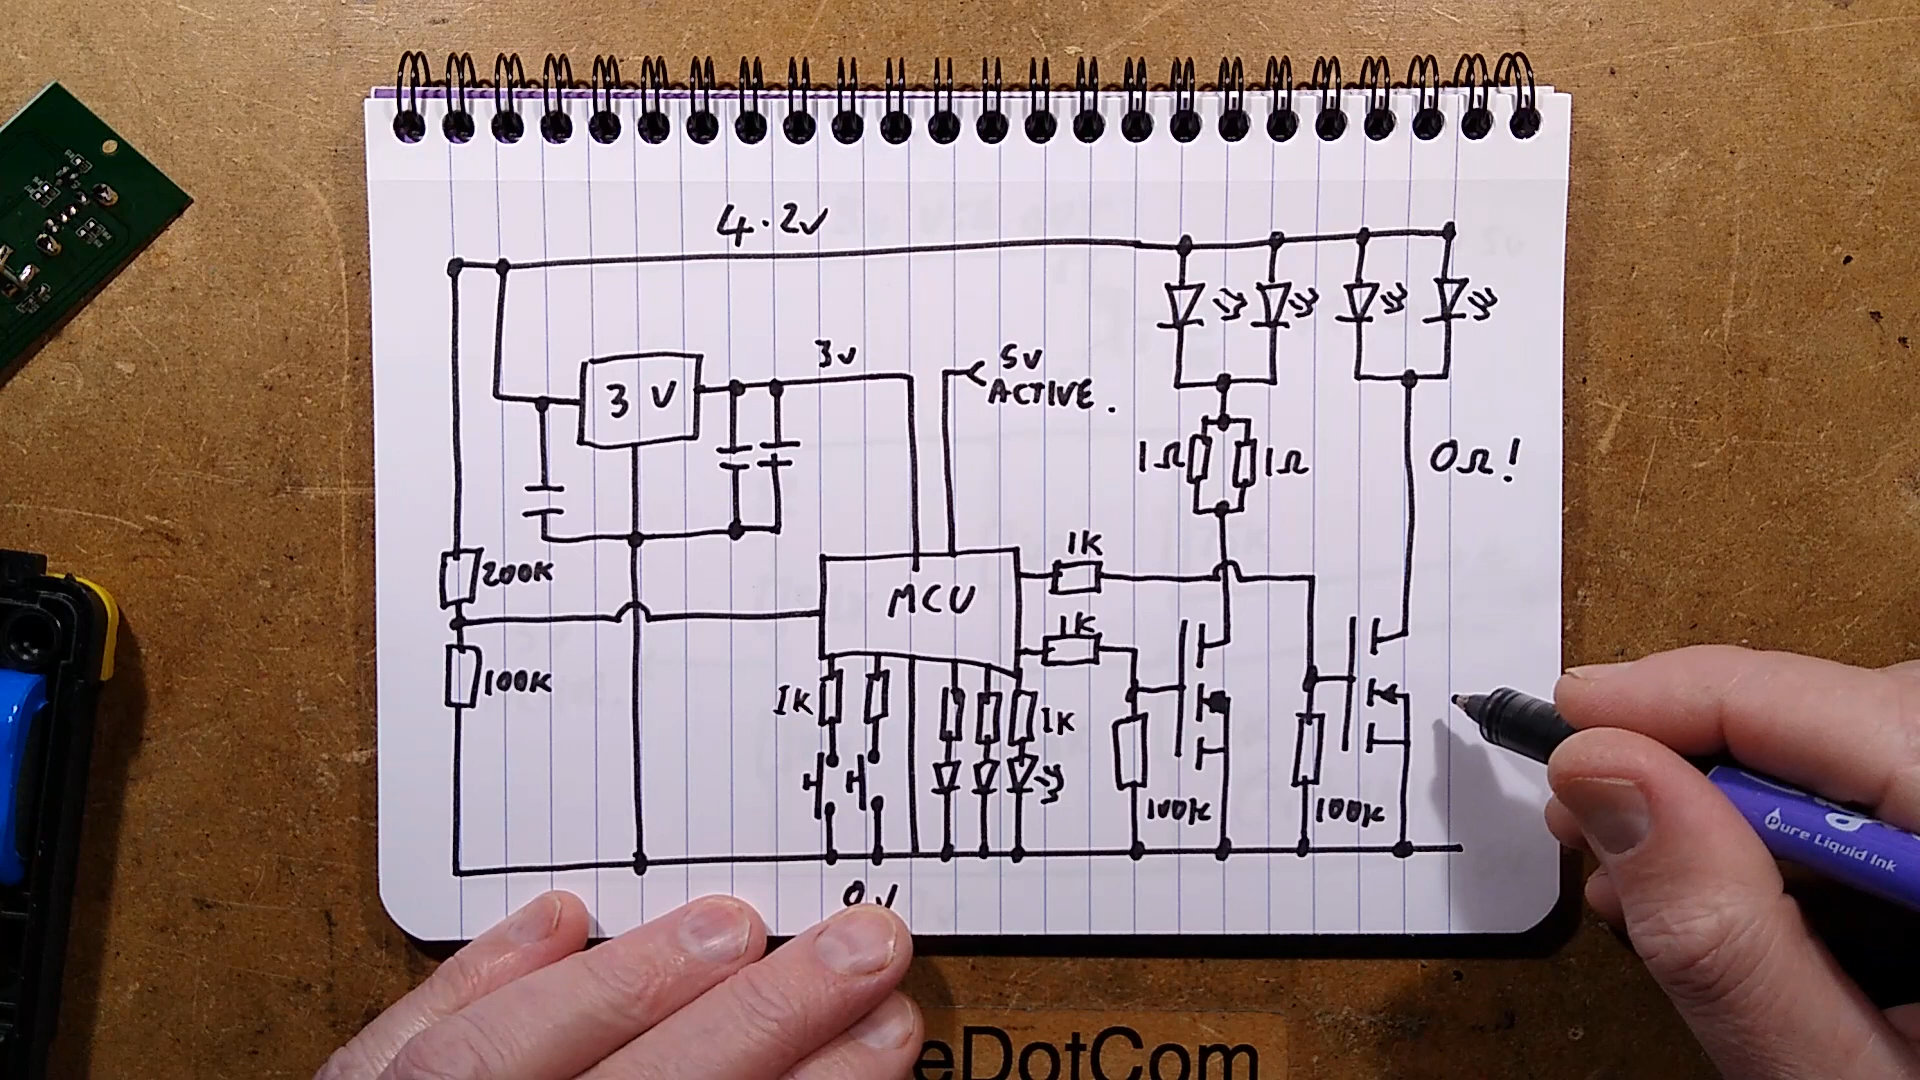 4.2V
3V
3V
5V
ACTIVE.
1Ω
1Ω
0Ω!
200K
100K
MCU
1K
1K
1K
1K
100K
100K
0V
Pure Liquid Ink
eDotCom